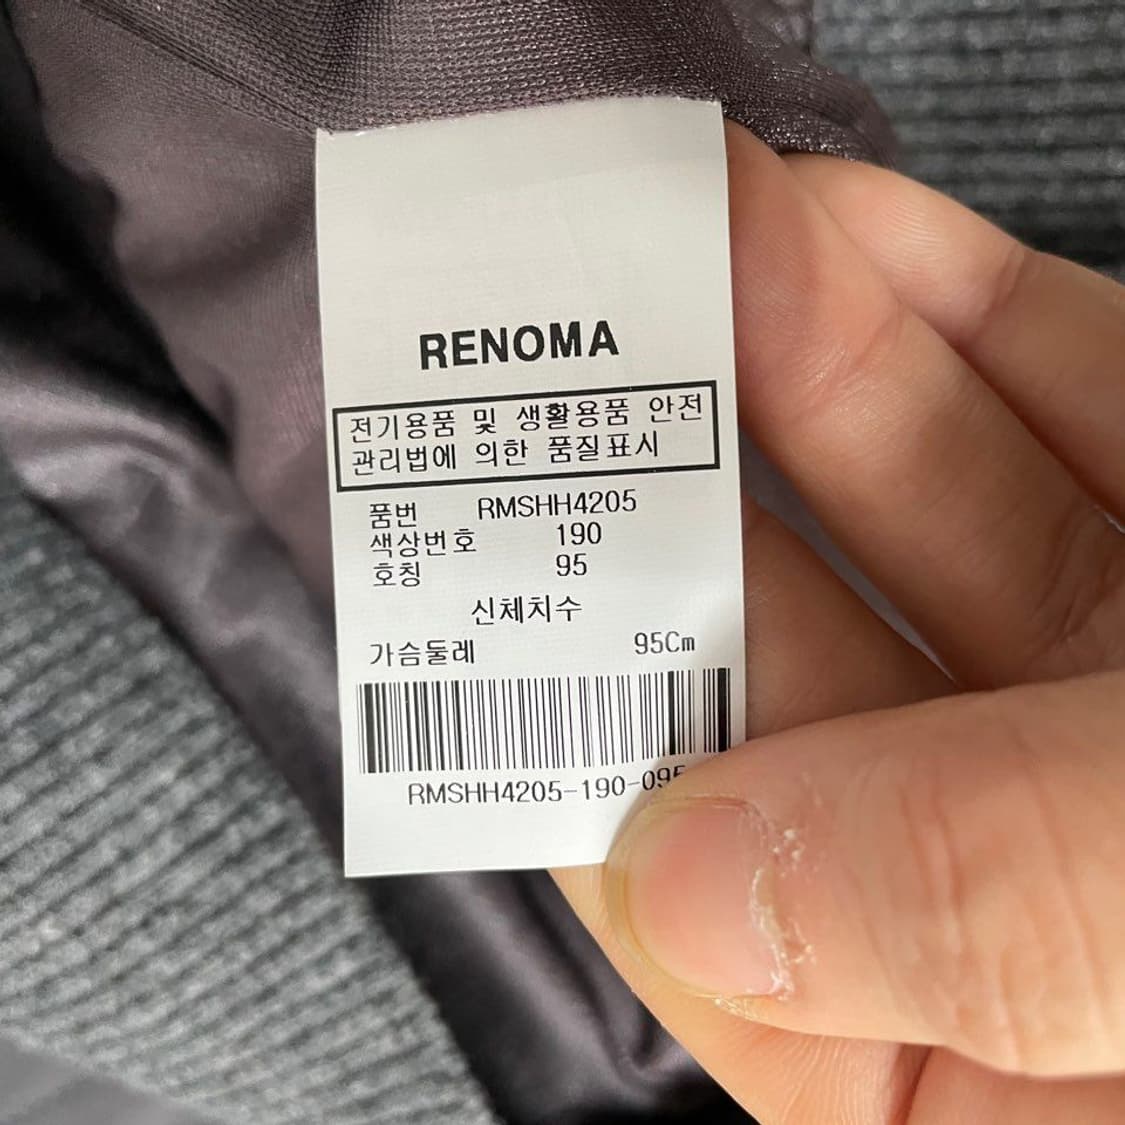 RENOMA
전기용품 및 생활용품 안전
관리법에 의한 품질표시
품번 RMSHH4205
색상번호 190
호칭 95
신체치수
가슴둘레 95Cm
RMSHH4205-190-095